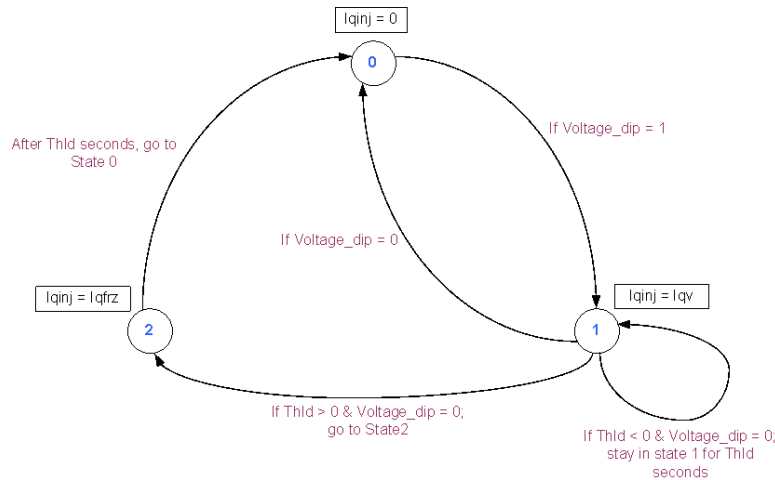 Iqinj = 0
0
If Voltage_dip = 1
After Thld seconds, go to
State 0
If Voltage_dip = 0
Iqinj = Iqfrz
Iqinj = Iqv
2
1
If Thld > 0 & Voltage_dip = 0;
go to State2
If Thld < 0 & Voltage_dip = 0;
stay in state 1 for Thld
seconds